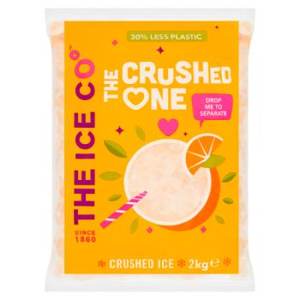 30% LESS PLASTIC
THE ICE CO
SINCE
1860
THE CRUSHED
ONE
DROP
ME TO
SEPARATE
CRUSHED ICE
2kg e